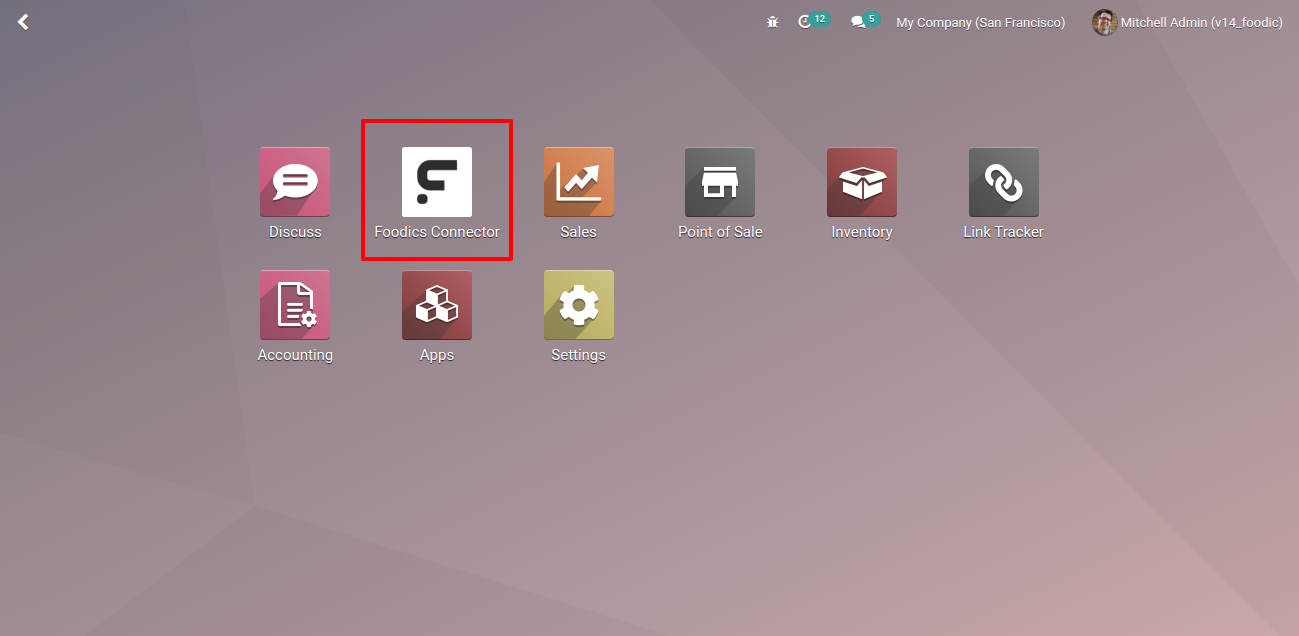 12
5
My Company (San Francisco)
Mitchell Admin (v14_foodic)
Discuss
Foodics Connector
Sales
Point of Sale
Inventory
Link Tracker
Accounting
Apps
Settings